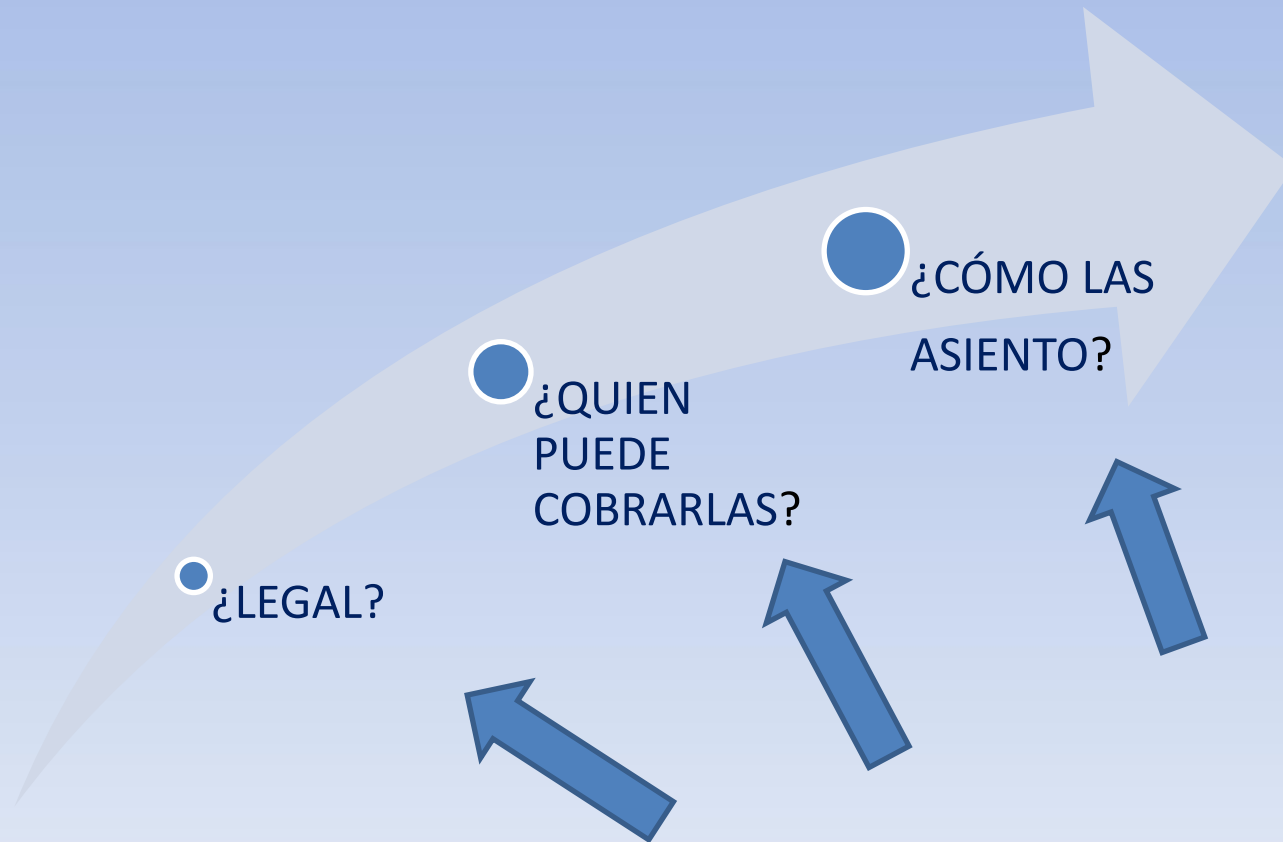 ¿LEGAL?
¿QUIEN
PUEDE
COBRARLAS?
¿CÓMO LAS
ASIENTO?